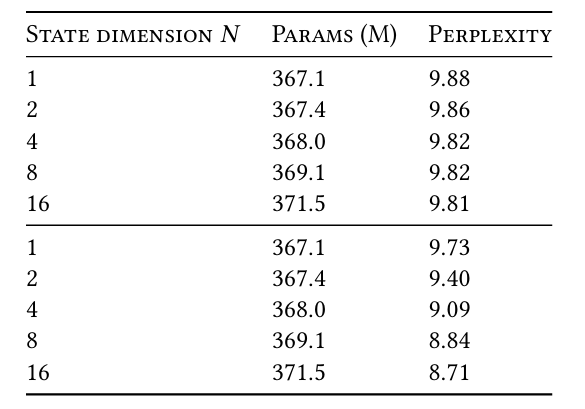 State dimension N Params (M) Perplexity
1 367.1 9.88
2 367.4 9.86
4 368.0 9.82
8 369.1 9.82
16 371.5 9.81
1 367.1 9.73
2 367.4 9.40
4 368.0 9.09
8 369.1 8.84
16 371.5 8.71